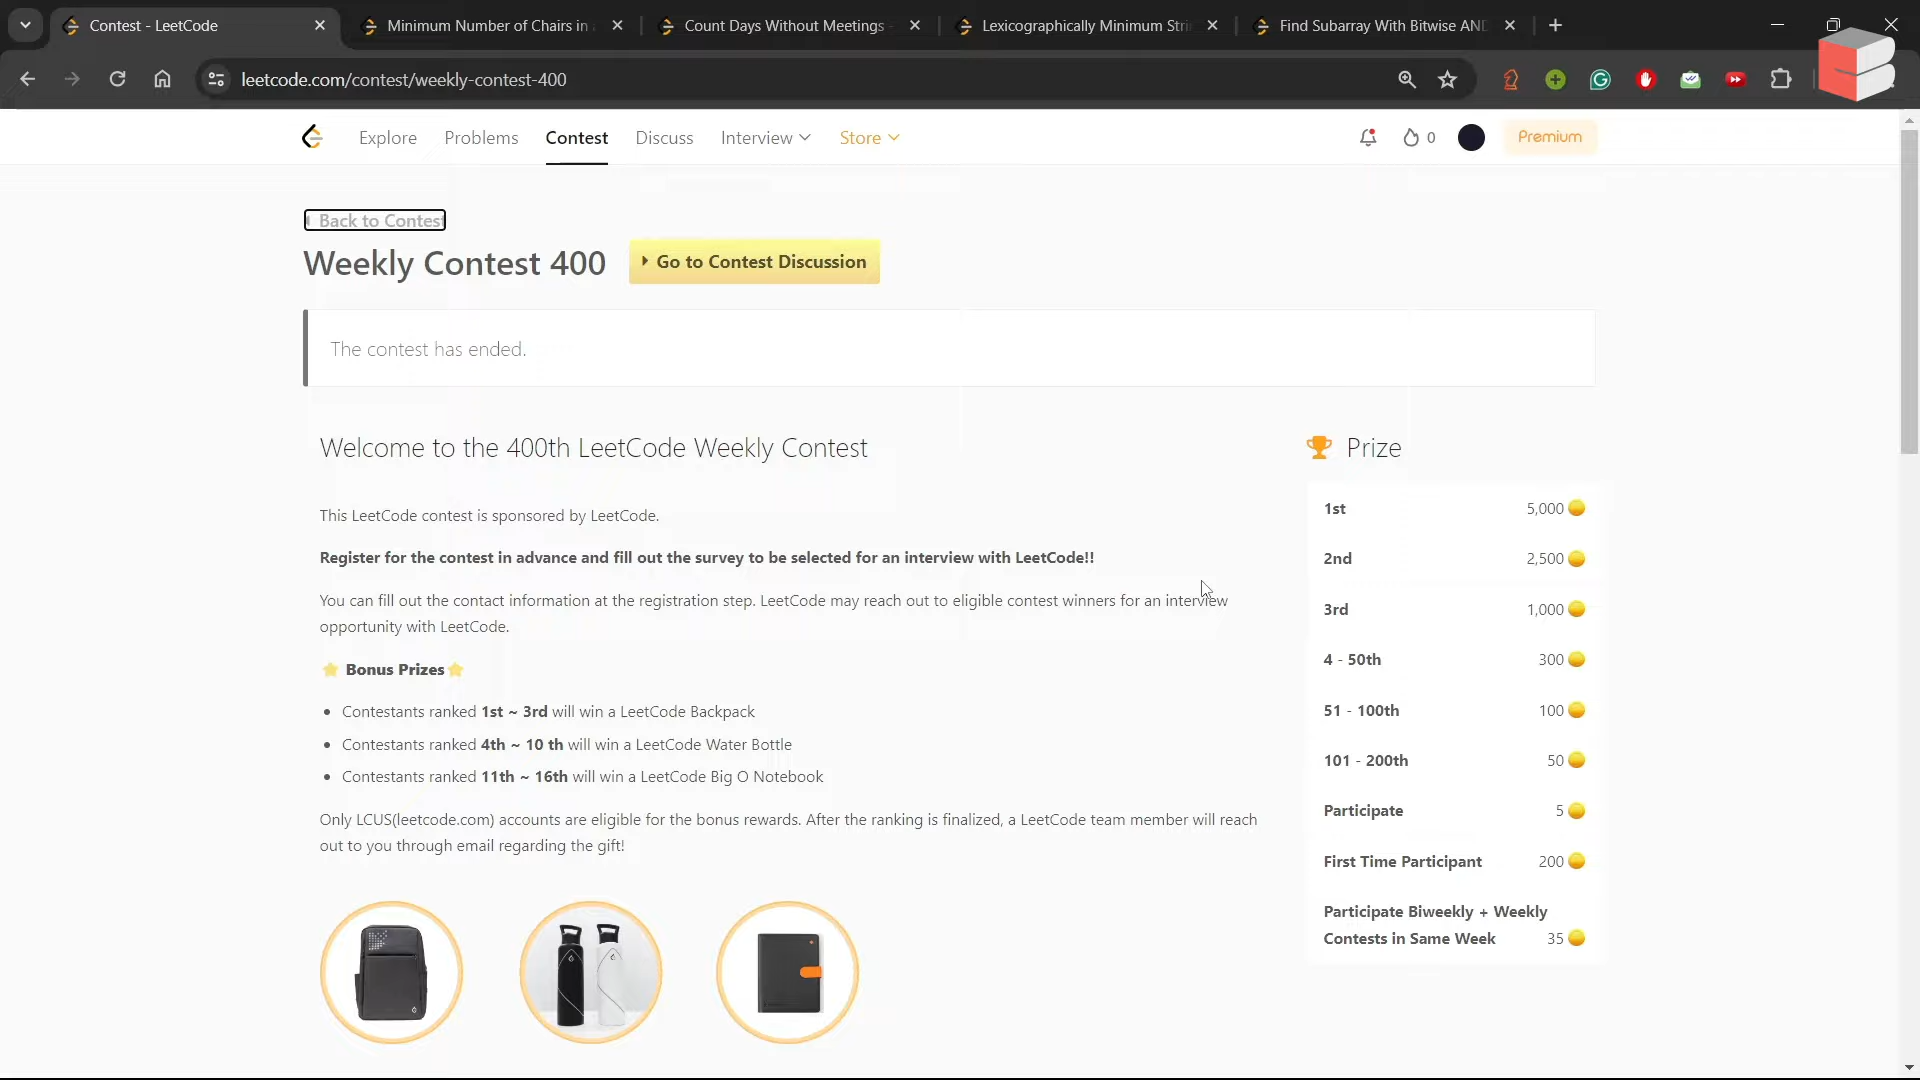 Contest - LeetCode
Minimum Number of Chairs in
Count Days Without Meetings
Lexicographically Minimum Stri
Find Subarray With Bitwise AND
leetcode.com/contest/weekly-contest-400
Explore
Problems
Contest
Discuss
Interview
Store
0
Premium
Back to Contest
Weekly Contest 400
Go to Contest Discussion
The contest has ended.
Welcome to the 400th LeetCode Weekly Contest
This LeetCode contest is sponsored by LeetCode.
Register for the contest in advance and fill out the survey to be selected for an interview with LeetCode!!
You can fill out the contact information at the registration step. LeetCode may reach out to eligible contest winners for an interview
opportunity with LeetCode.
Bonus Prizes
• Contestants ranked 1st ~ 3rd will win a LeetCode Backpack
• Contestants ranked 4th ~ 10 th will win a LeetCode Water Bottle
• Contestants ranked 11th ~ 16th will win a LeetCode Big O Notebook
Only LCUS(leetcode.com) accounts are eligible for the bonus rewards. After the ranking is finalized, a LeetCode team member will reach
out to you through email regarding the gift!
Prize
1st 5,000
2nd 2,500
3rd 1,000
4 - 50th 300
51 - 100th 100
101 - 200th 50
Participate 5
First Time Participant 200
Participate Biweekly + Weekly
Contests in Same Week 35